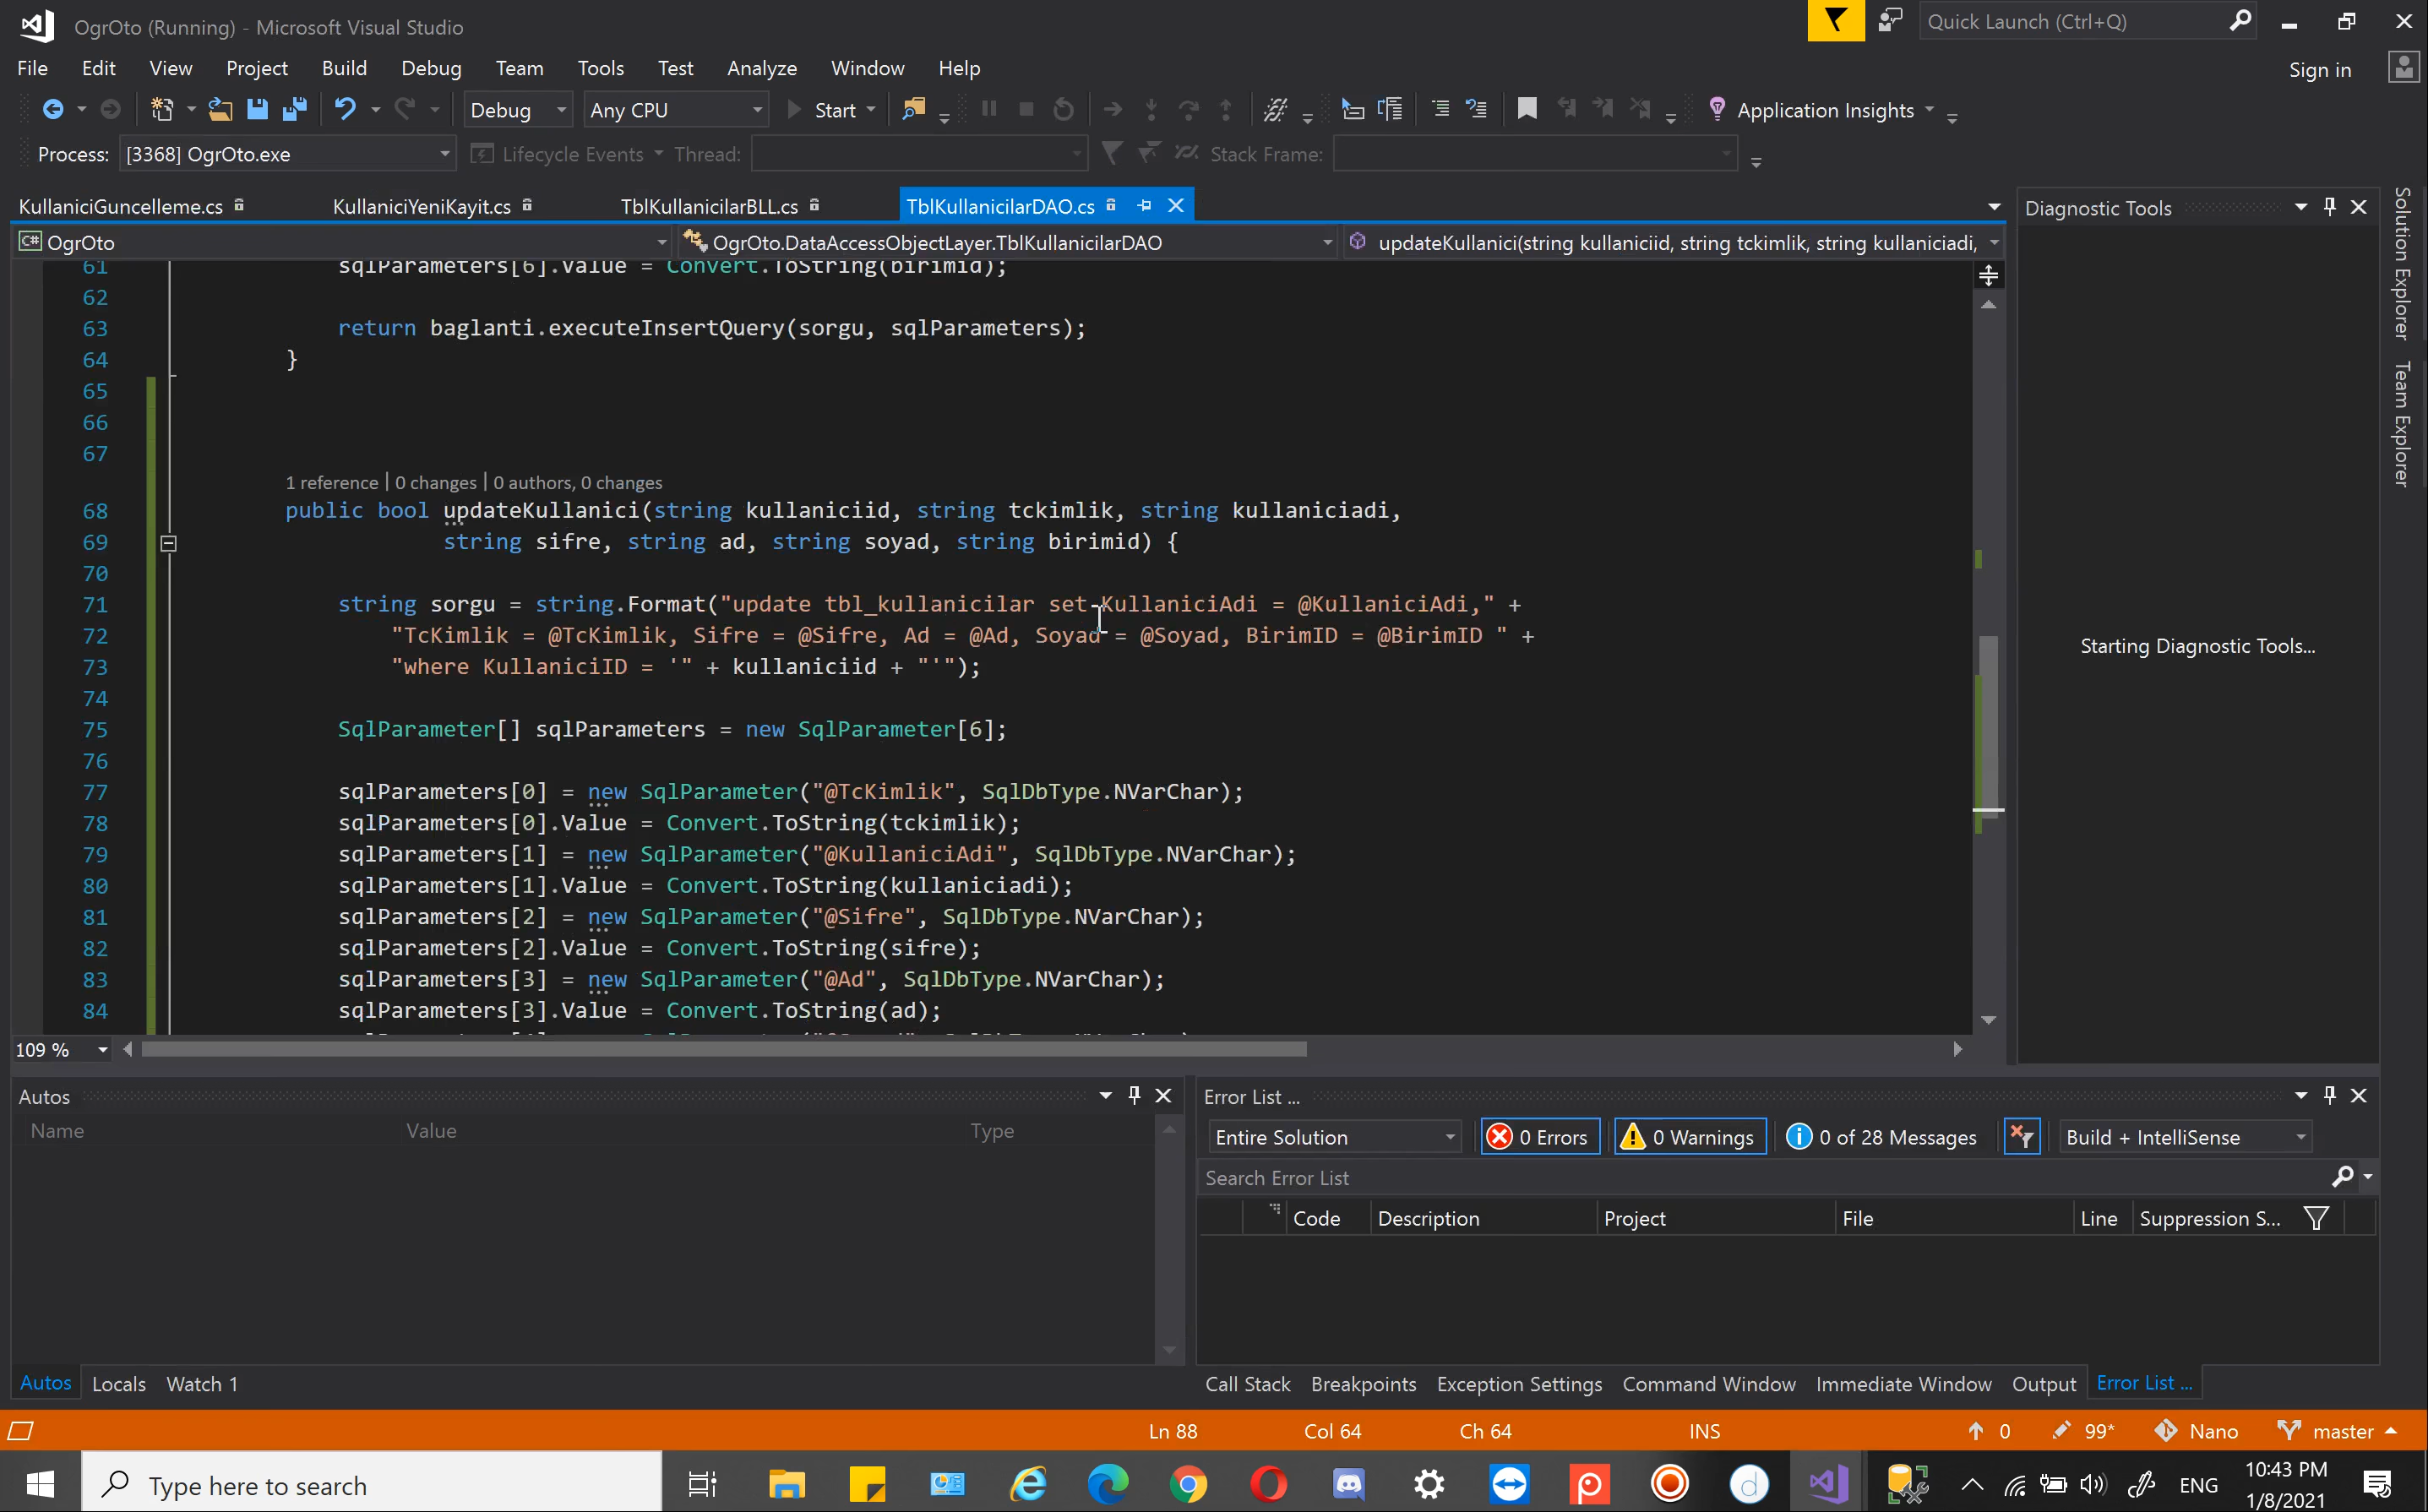 OgrOto (Running) - Microsoft Visual Studio
Quick Launch (Ctrl+Q)
File Edit View Project Build Debug Team Tools Test Analyze Window Help
Sign in
Debug Any CPU Start Application Insights
Process: [3368] OgrOto.exe Lifecycle Events Thread: Stack Frame:
KullaniciGuncelleme.cs KullaniciYeniKayit.cs TblKullanicilarBLL.cs TblKullanicilarDAO.cs
Diagnostic Tools
C# OgrOto OgrOto.DataAccessObjectLayer.TblKullanicilarDAO updateKullanici(string kullaniciid, string tckimlik, string kullaniciadi,
61 sqlParameters[6].Value = Convert.ToString(birimid);
62
63 return baglanti.executeInsertQuery(sorgu, sqlParameters);
64 }
65
66
67
1 reference | 0 changes | 0 authors, 0 changes
68 public bool updateKullanici(string kullaniciid, string tckimlik, string kullaniciadi,
69 string sifre, string ad, string soyad, string birimid) {
70
71 string sorgu = string.Format("update tbl_kullanicilar set KullaniciAdi = @KullaniciAdi," +
72 "TcKimlik = @TcKimlik, Sifre = @Sifre, Ad = @Ad, Soyad = @Soyad, BirimID = @BirimID " +
73 "where KullaniciID = '" + kullaniciid + "'");
74
75 SqlParameter[] sqlParameters = new SqlParameter[6];
76
77 sqlParameters[0] = new SqlParameter("@TcKimlik", SqlDbType.NVarChar);
78 sqlParameters[0].Value = Convert.ToString(tckimlik);
79 sqlParameters[1] = new SqlParameter("@KullaniciAdi", SqlDbType.NVarChar);
80 sqlParameters[1].Value = Convert.ToString(kullaniciadi);
81 sqlParameters[2] = new SqlParameter("@Sifre", SqlDbType.NVarChar);
82 sqlParameters[2].Value = Convert.ToString(sifre);
83 sqlParameters[3] = new SqlParameter("@Ad", SqlDbType.NVarChar);
84 sqlParameters[3].Value = Convert.ToString(ad);
Starting Diagnostic Tools...
Solution Explorer
Team Explorer
109 %
Autos
Name Value Type
Autos Locals Watch 1
Error List ...
Entire Solution 0 Errors 0 Warnings 0 of 28 Messages Build + IntelliSense
Search Error List
Code Description Project File Line Suppression S...
Call Stack Breakpoints Exception Settings Command Window Immediate Window Output Error List ...
Ln 88 Col 64 Ch 64 INS 0 99* Nano master
Type here to search
ENG
10:43 PM
1/8/2021